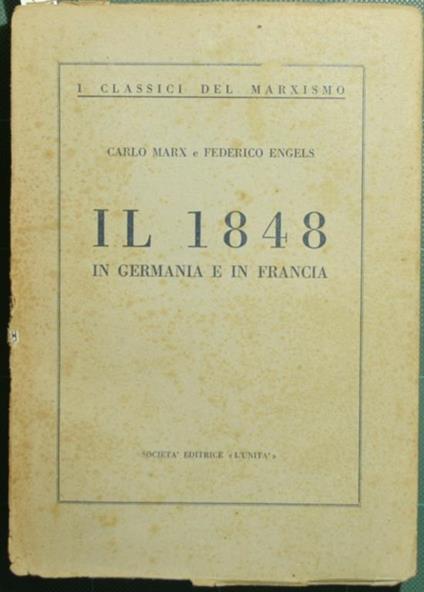 I CLASSICI DEL MARXISMO
CARLO MARX e FEDERICO ENGELS
IL 1848
IN GERMANIA E IN FRANCIA
SOCIETA' EDITRICE «L'UNITA'»